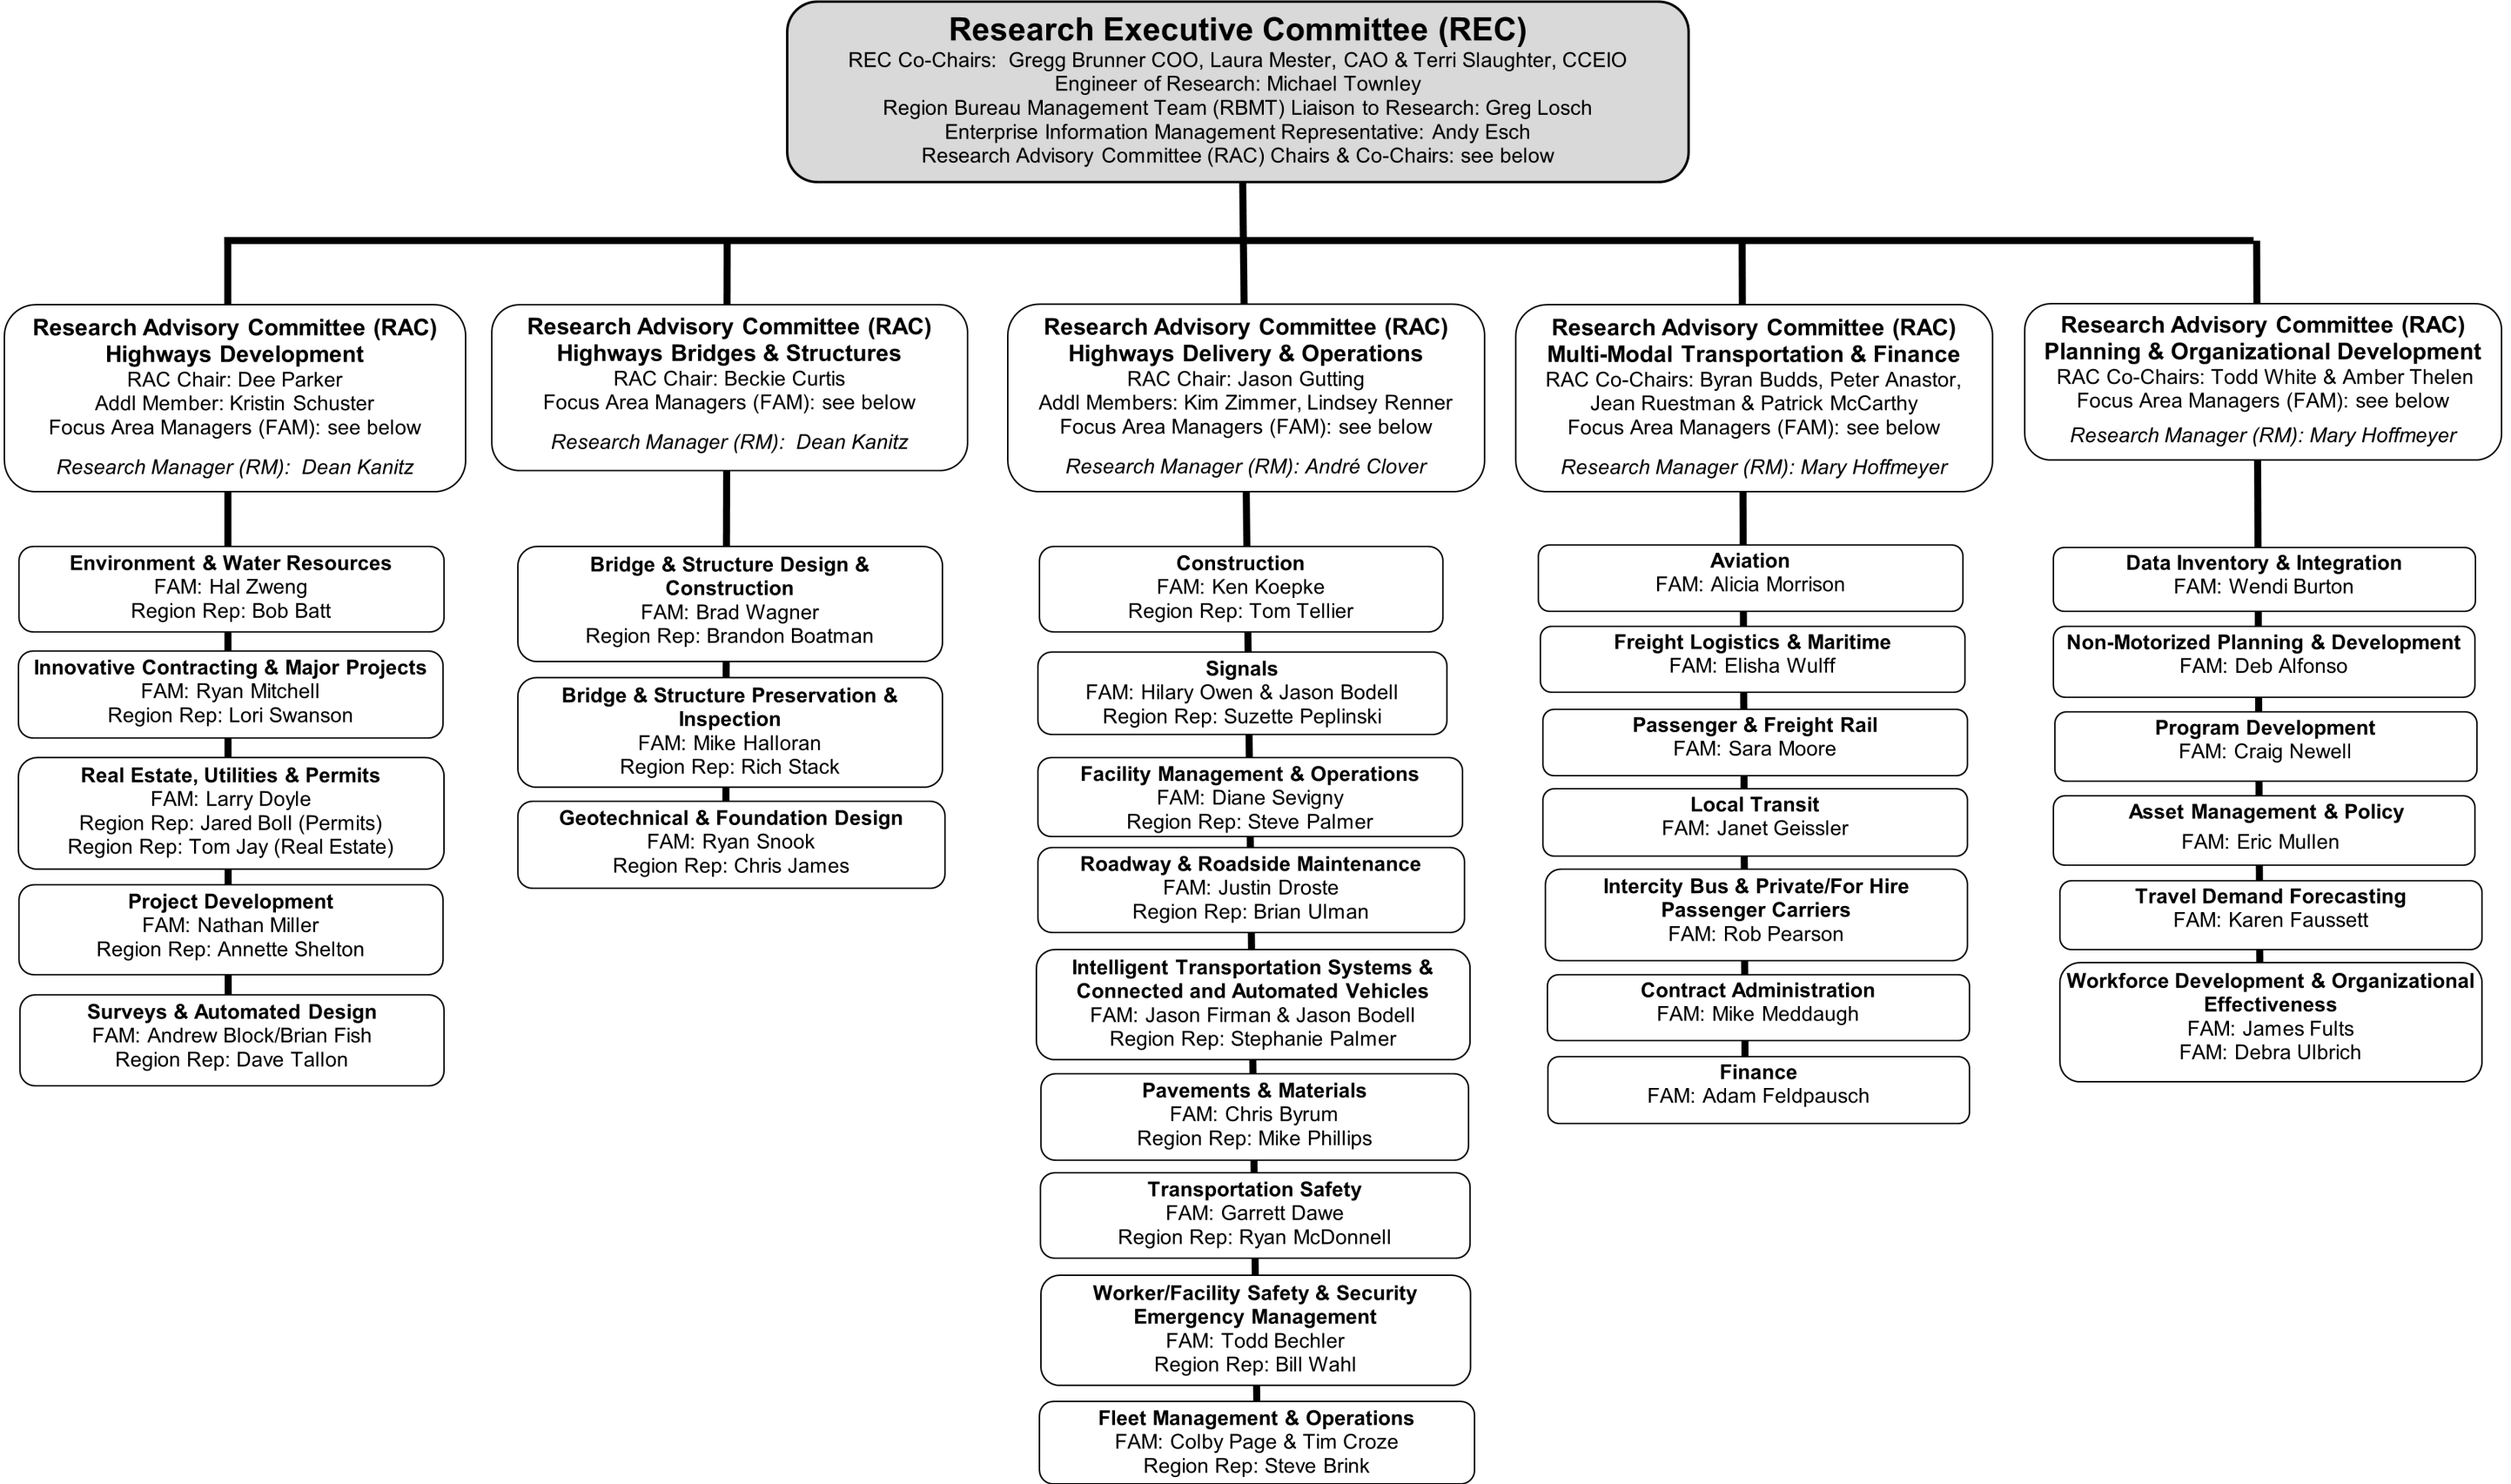 Research Executive Committee (REC)
REC Co-Chairs:  Gregg Brunner COO, Laura Mester, CAO & Terri Slaughter, CCEIO
Engineer of Research: Michael Townley
Region Bureau Management Team (RBMT) Liaison to Research: Greg Losch
Enterprise Information Management Representative: Andy Esch
Research Advisory Committee (RAC) Chairs & Co-Chairs: see below
Research Advisory Committee (RAC)
Highways Development
RAC Chair: Dee Parker
Addl Member: Kristin Schuster
Focus Area Managers (FAM): see below
Research Manager (RM):  Dean Kanitz
Environment & Water Resources
FAM: Hal Zweng
Region Rep: Bob Batt
Innovative Contracting & Major Projects
FAM: Ryan Mitchell
Region Rep: Lori Swanson
Real Estate, Utilities & Permits
FAM: Larry Doyle
Region Rep: Jared Boll (Permits)
Region Rep: Tom Jay (Real Estate)
Project Development
FAM: Nathan Miller
Region Rep: Annette Shelton
Surveys & Automated Design
FAM: Andrew Block/Brian Fish
Region Rep: Dave Tallon
Research Advisory Committee (RAC)
Highways Bridges & Structures
RAC Chair: Beckie Curtis
Focus Area Managers (FAM): see below
Research Manager (RM):  Dean Kanitz
Bridge & Structure Design &
Construction
FAM: Brad Wagner
Region Rep: Brandon Boatman
Bridge & Structure Preservation &
Inspection
FAM: Mike Halloran
Region Rep: Rich Stack
Geotechnical & Foundation Design
FAM: Ryan Snook
Region Rep: Chris James
Research Advisory Committee (RAC)
Highways Delivery & Operations
RAC Chair: Jason Gutting
Addl Members: Kim Zimmer, Lindsey Renner
Focus Area Managers (FAM): see below
Research Manager (RM): André Clover
Construction
FAM: Ken Koepke
Region Rep: Tom Tellier
Signals
FAM: Hilary Owen & Jason Bodell
Region Rep: Suzette Peplinski
Facility Management & Operations
FAM: Diane Sevigny
Region Rep: Steve Palmer
Roadway & Roadside Maintenance
FAM: Justin Droste
Region Rep: Brian Ulman
Intelligent Transportation Systems &
Connected and Automated Vehicles
FAM: Jason Firman & Jason Bodell
Region Rep: Stephanie Palmer
Pavements & Materials
FAM: Chris Byrum
Region Rep: Mike Phillips
Transportation Safety
FAM: Garrett Dawe
Region Rep: Ryan McDonnell
Worker/Facility Safety & Security
Emergency Management
FAM: Todd Bechler
Region Rep: Bill Wahl
Fleet Management & Operations
FAM: Colby Page & Tim Croze
Region Rep: Steve Brink
Research Advisory Committee (RAC)
Multi-Modal Transportation & Finance
RAC Co-Chairs: Byran Budds, Peter Anastor,
Jean Ruestman & Patrick McCarthy
Focus Area Managers (FAM): see below
Research Manager (RM): Mary Hoffmeyer
Aviation
FAM: Alicia Morrison
Freight Logistics & Maritime
FAM: Elisha Wulff
Passenger & Freight Rail
FAM: Sara Moore
Local Transit
FAM: Janet Geissler
Intercity Bus & Private/For Hire
Passenger Carriers
FAM: Rob Pearson
Contract Administration
FAM: Mike Meddaugh
Finance
FAM: Adam Feldpausch
Research Advisory Committee (RAC)
Planning & Organizational Development
RAC Co-Chairs: Todd White & Amber Thelen
Focus Area Managers (FAM): see below
Research Manager (RM): Mary Hoffmeyer
Data Inventory & Integration
FAM: Wendi Burton
Non-Motorized Planning & Development
FAM: Deb Alfonso
Program Development
FAM: Craig Newell
Asset Management & Policy
FAM: Eric Mullen
Travel Demand Forecasting
FAM: Karen Faussett
Workforce Development & Organizational
Effectiveness
FAM: James Fults
FAM: Debra Ulbrich